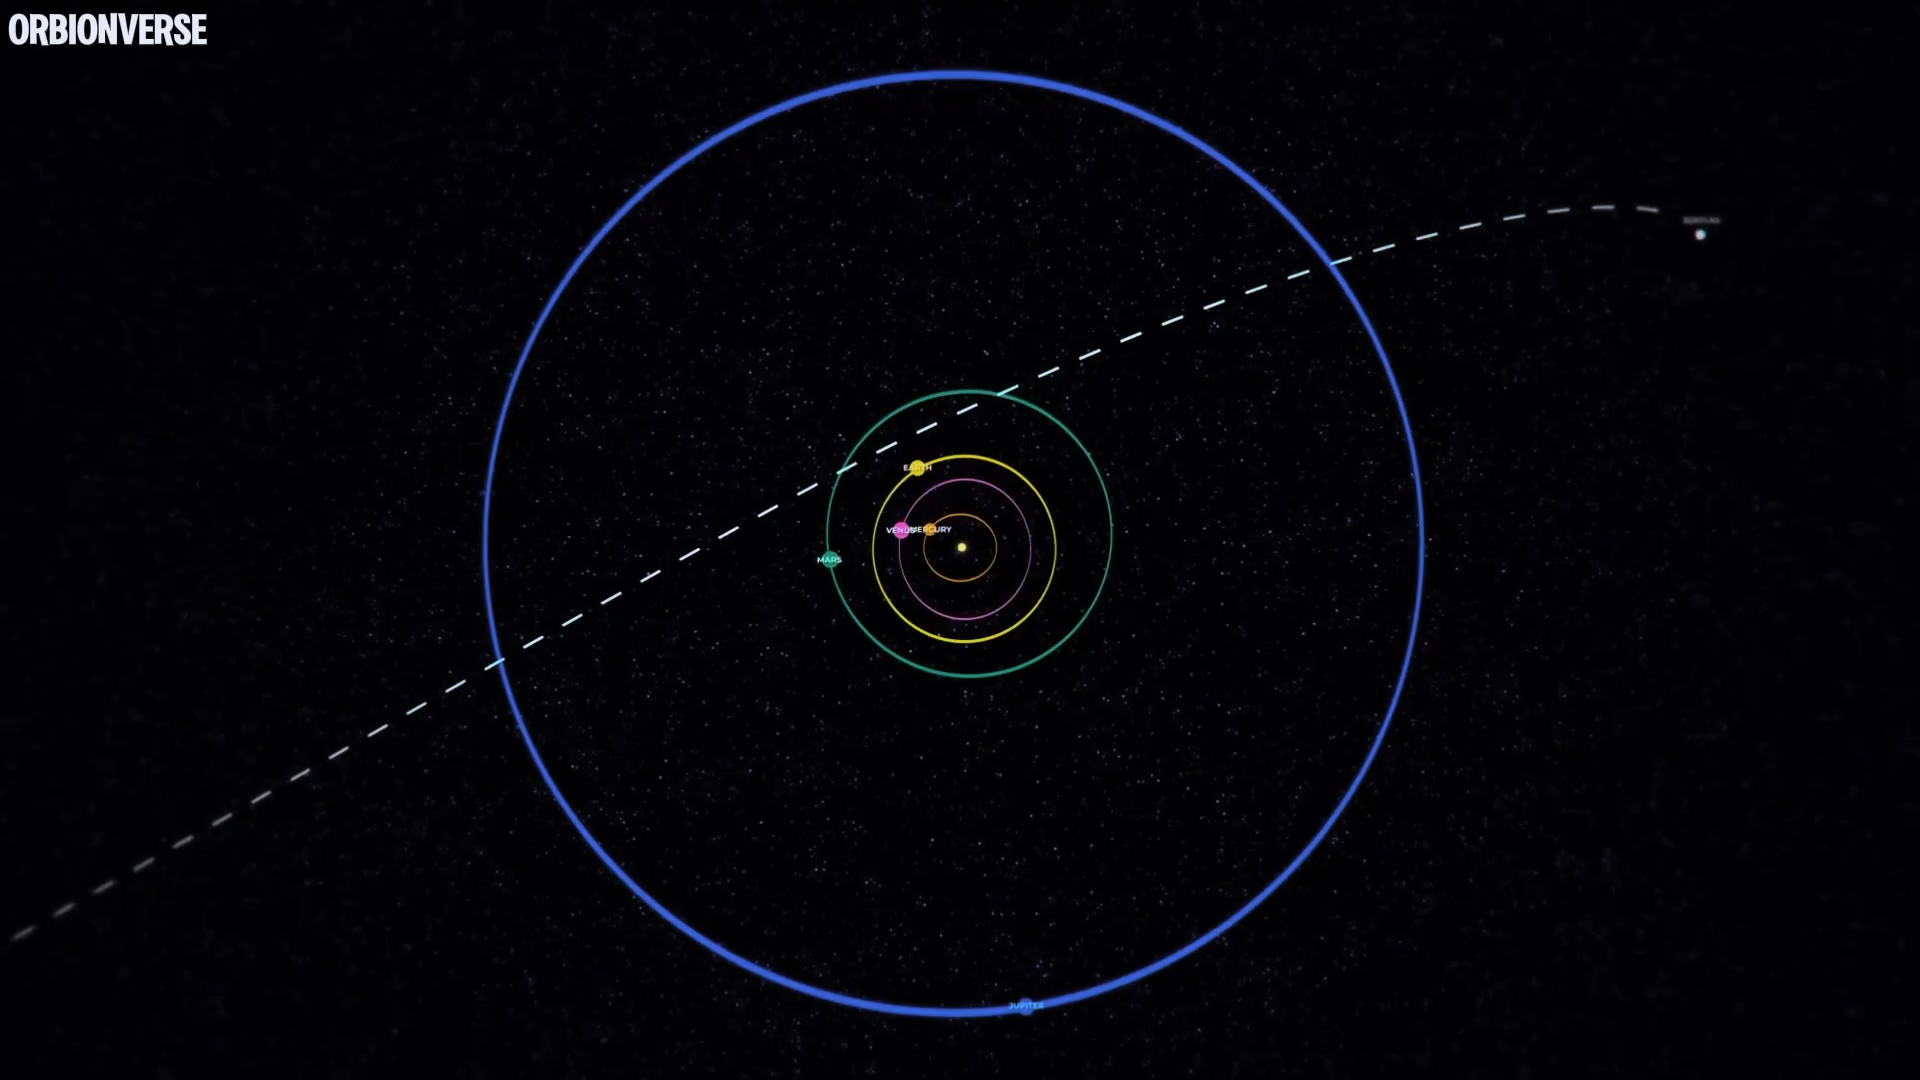 ORBIONVERSE
EARTH
VENUS
MERCURY
MARS
JUPITER